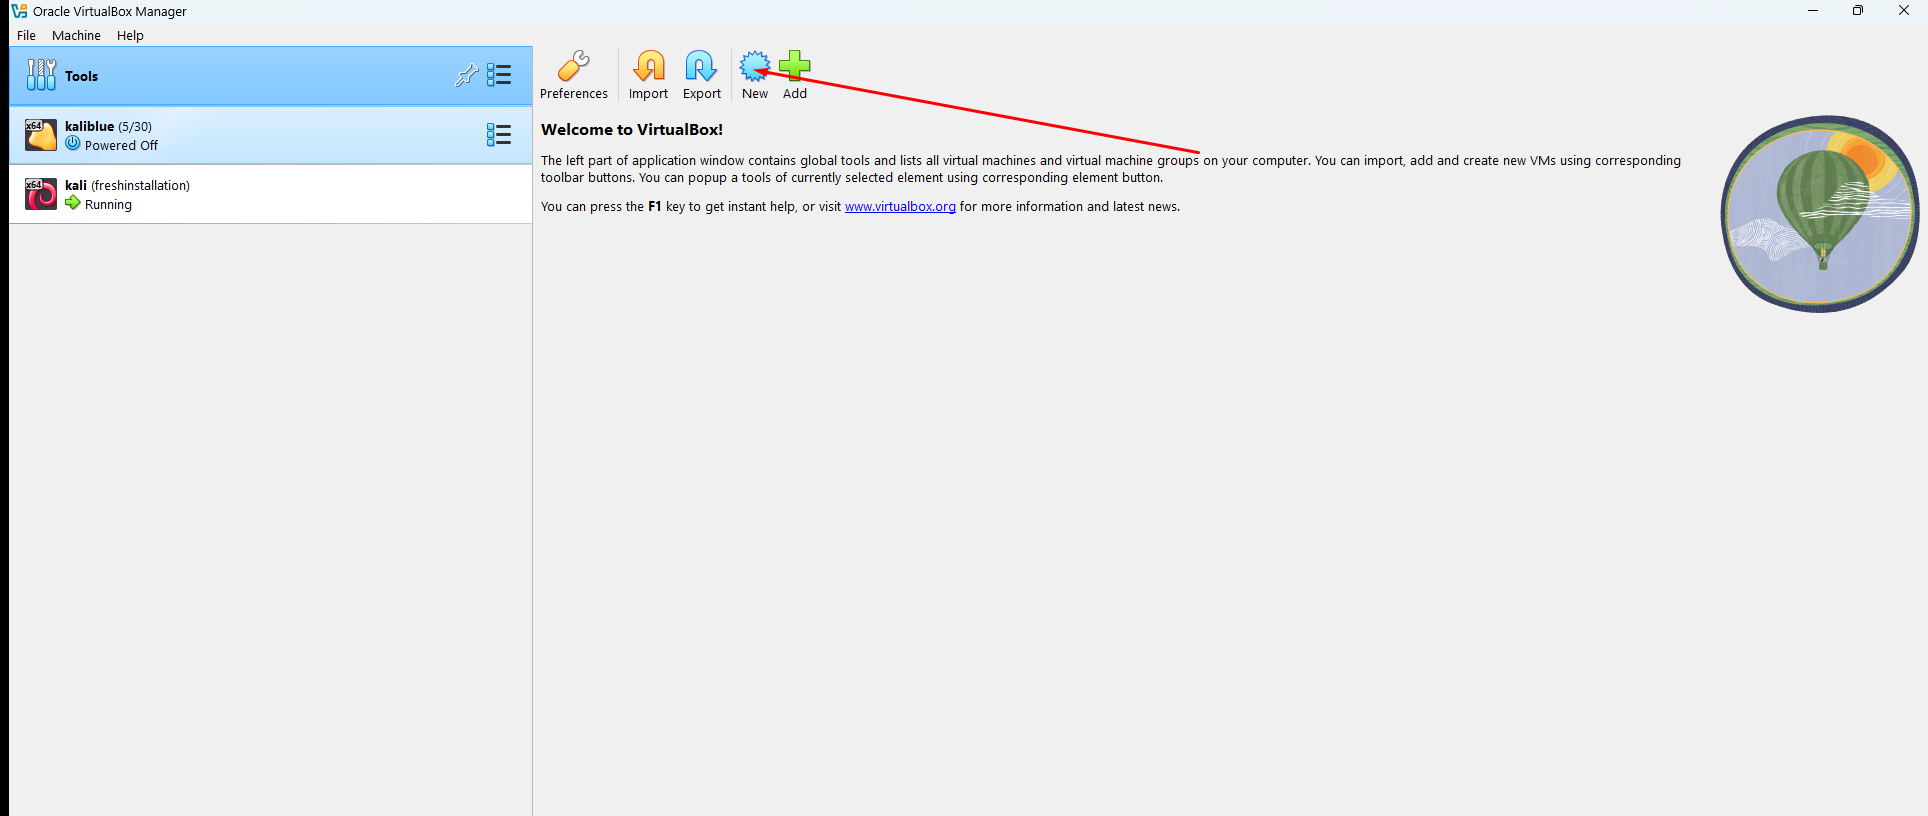 Oracle VirtualBox Manager
File Machine Help
Tools
x64
kaliblue (5/30)
Powered Off
x64
kali (freshinstallation)
Running
Preferences Import Export New Add
Welcome to VirtualBox!
The left part of application window contains global tools and lists all virtual machines and virtual machine groups on your computer. You can import, add and create new VMs using corresponding
toolbar buttons. You can popup a tools of currently selected element using corresponding element button.
You can press the F1 key to get instant help, or visit www.virtualbox.org for more information and latest news.